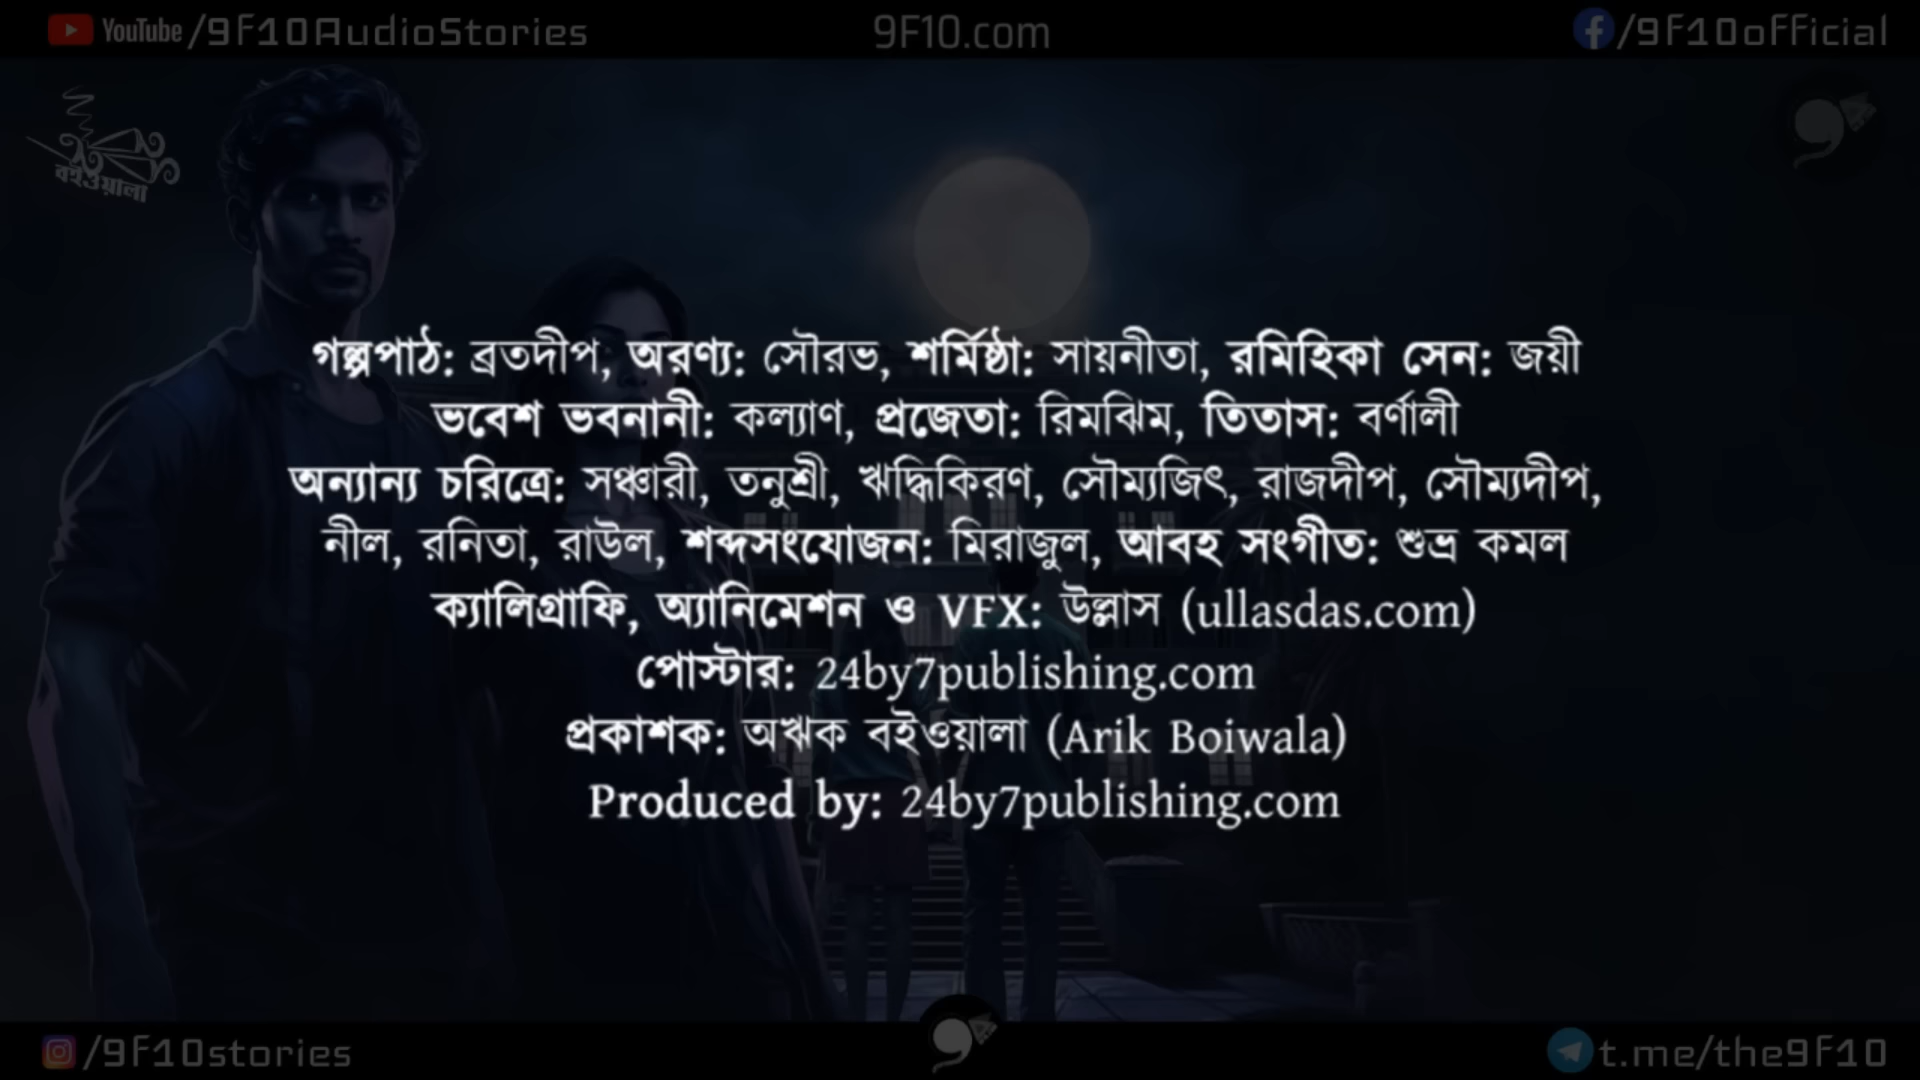 YouTube /9F10AudioStories
9F10.com
/9F10official
বইওয়ালা
গল্পপাঠ: ব্রতদীপ, অরণ্য: সৌরভ, শর্মিষ্ঠা: সায়নীতা, রমিহিকা সেন: জয়ী
ভবেশ ভবনানী: কল্যাণ, প্রজেতা: রিমঝিম, তিতাস: বর্ণালী
অন্যান্য চরিত্রে: সঞ্চারী, তনুশ্রী, ঋদ্ধিকিরণ, সৌম্যজিৎ, রাজদীপ, সৌম্যদীপ,
নীল, রনিতা, রাউল, শব্দসংযোজন: মিরাজুল, আবহ সংগীত: শুভ্র কমল
ক্যালিগ্রাফি, অ্যানিমেশন ও VFX: উল্লাস (ullasdas.com)
পোস্টার: 24by7publishing.com
প্রকাশক: অঋক বইওয়ালা (Arik Boiwala)
Produced by: 24by7publishing.com
/9F10stories
t.me/the9F10